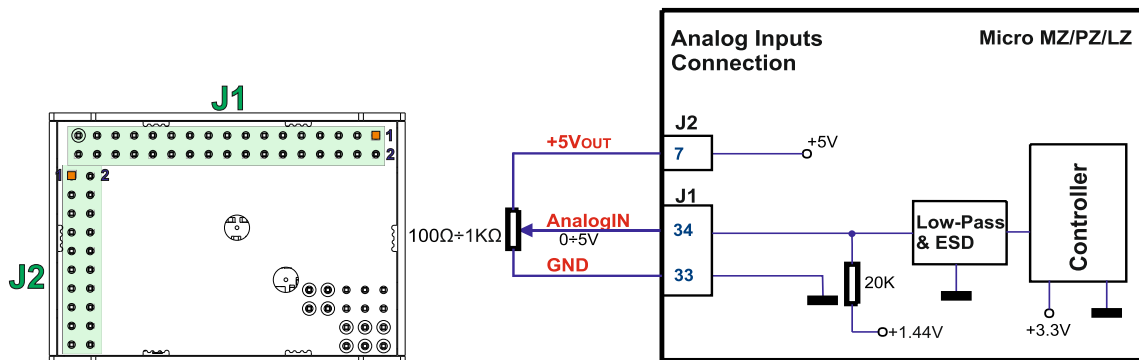 J1
1
2
1
2
J2
Analog Inputs
Connection
Micro MZ/PZ/LZ
J2
+5VOUT
7
+5V
J1
100Ω÷1KΩ
AnalogIN
0÷5V
34
GND
33
20K
+1.44V
Low-Pass
& ESD
Controller
+3.3V